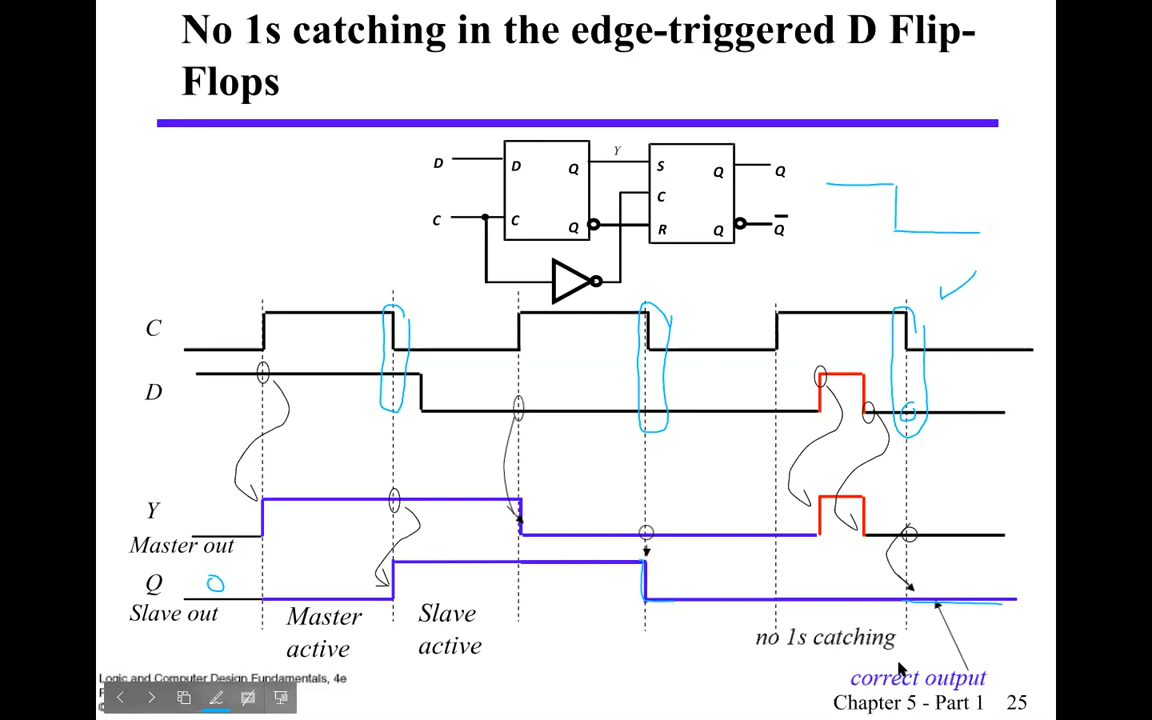 No 1s catching in the edge-triggered D Flip-
Flops
D D Q Y S Q Q
C
C C Q R Q Q
C
D
Y
Master out
Q 0
Slave out
Master
active
Slave
active
no 1s catching
correct output
Logic and Computer Design Fundamentals, 4e
Chapter 5 - Part 1 25